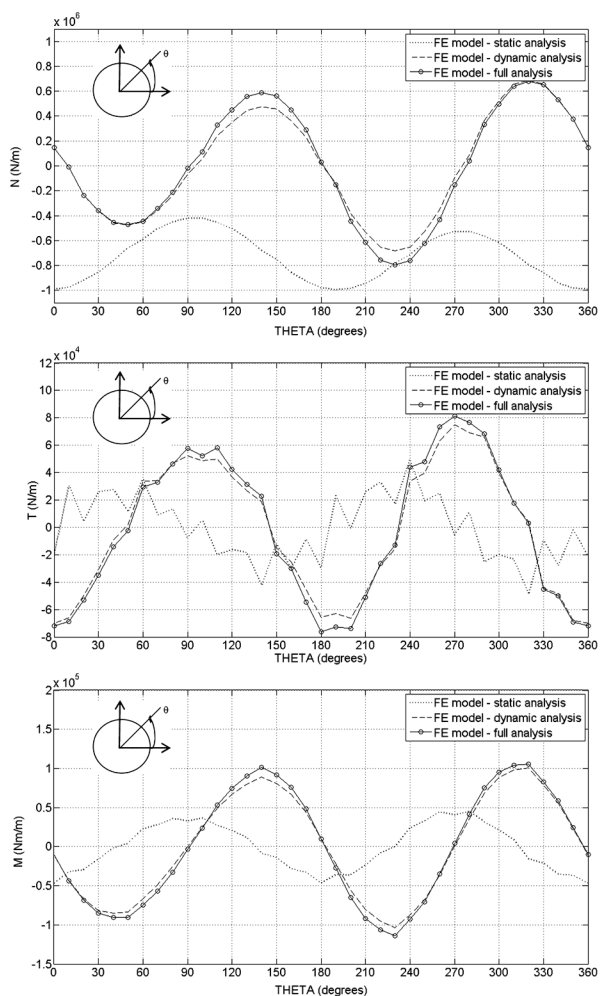 x 10^6
1
0.8
0.6
0.4
0.2
0
-0.2
-0.4
-0.6
-0.8
-1
N (N/m)
θ
FE model - static analysis
FE model - dynamic analysis
FE model - full analysis
0 30 60 90 120 150 180 210 240 270 300 330 360
THETA (degrees)
x 10^4
12
10
8
6
4
2
0
-2
-4
-6
-8
T (N/m)
θ
FE model - static analysis
FE model - dynamic analysis
FE model - full analysis
0 30 60 90 120 150 180 210 240 270 300 330 360
THETA (degrees)
x 10^5
2
1.5
1
0.5
0
-0.5
-1
-1.5
M (Nm/m)
θ
FE model - static analysis
FE model - dynamic analysis
FE model - full analysis
0 30 60 90 120 150 180 210 240 270 300 330 360
THETA (degrees)